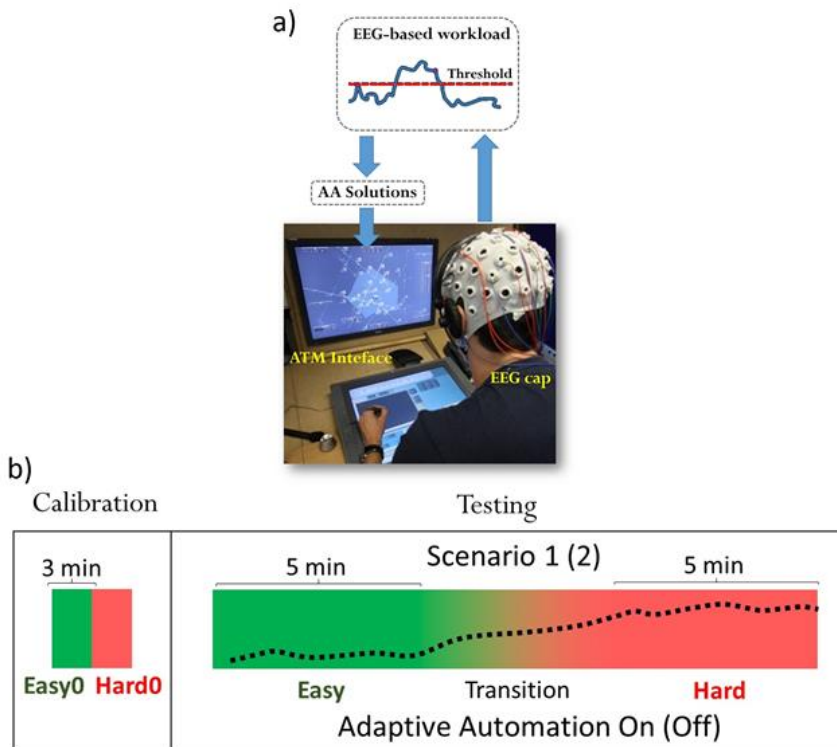 a)
EEG-based workload
Threshold
AA Solutions
ATM Inteface
EEG cap
b)
Calibration
Testing
3 min
Easy0 Hard0
Scenario 1 (2)
5 min
5 min
Easy
Transition
Hard
Adaptive Automation On (Off)